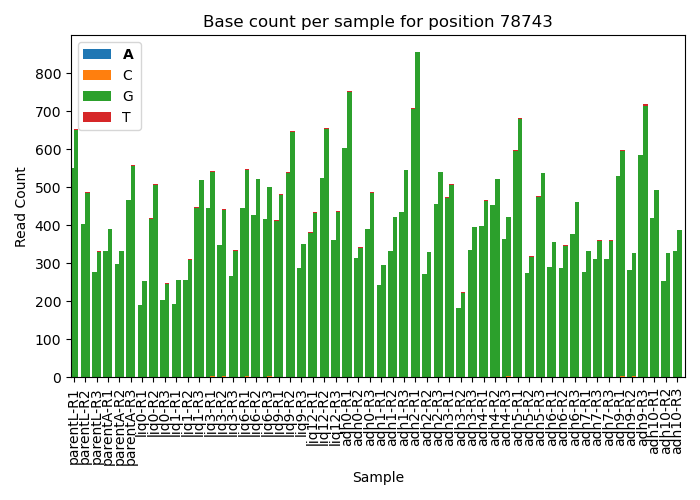 Base count per sample for position 78743
A
C
G
T
Read Count
800
700
600
500
400
300
200
100
0
parentL-R1
parentL-R2
parentL-R3
parentA-R1
parentA-R2
parentA-R3
liq0-R1
liq0-R2
liq0-R3
liq1-R1
liq1-R2
liq1-R3
liq3-R1
liq3-R2
liq3-R3
liq6-R1
liq6-R2
liq6-R3
liq9-R1
liq9-R2
liq9-R3
liq12-R1
liq12-R2
liq12-R3
adh0-R1
adh0-R2
adh0-R3
adh1-R1
adh1-R2
adh1-R3
adh2-R1
adh2-R2
adh2-R3
adh3-R1
adh3-R2
adh3-R3
adh4-R1
adh4-R2
adh4-R3
adh5-R1
adh5-R2
adh5-R3
adh6-R1
adh6-R2
adh6-R3
adh7-R1
adh7-R2
adh7-R3
adh9-R1
adh9-R2
adh9-R3
adh10-R1
adh10-R2
adh10-R3
Sample